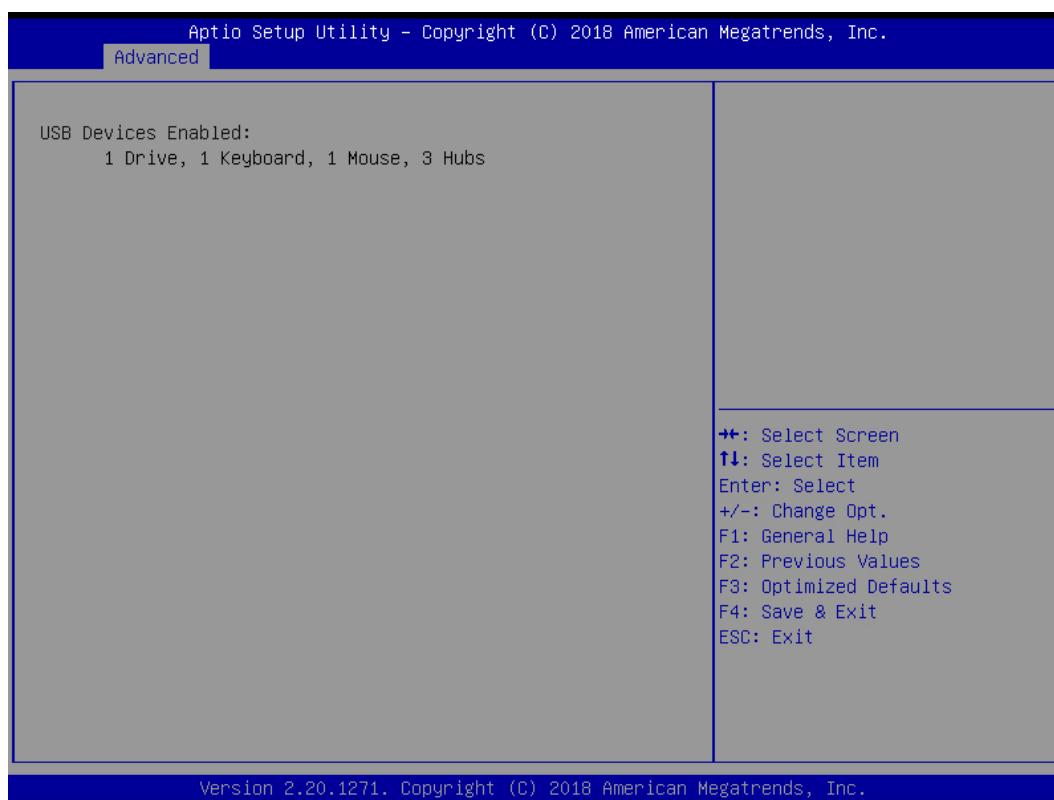 Aptio Setup Utility – Copyright (C) 2018 American Megatrends, Inc.
Advanced
USB Devices Enabled:
1 Drive, 1 Keyboard, 1 Mouse, 3 Hubs
→←: Select Screen
↑↓: Select Item
Enter: Select
+/-: Change Opt.
F1: General Help
F2: Previous Values
F3: Optimized Defaults
F4: Save & Exit
ESC: Exit
Version 2.20.1271. Copyright (C) 2018 American Megatrends, Inc.